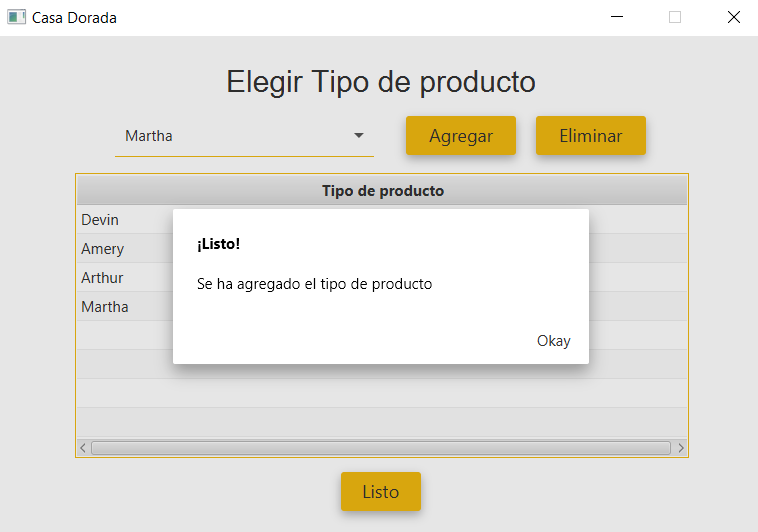 Casa Dorada
Elegir Tipo de producto
Martha
Agregar
Eliminar
Tipo de producto
Devin
Amery
Arthur
Martha
¡Listo!
Se ha agregado el tipo de producto
Okay
Listo